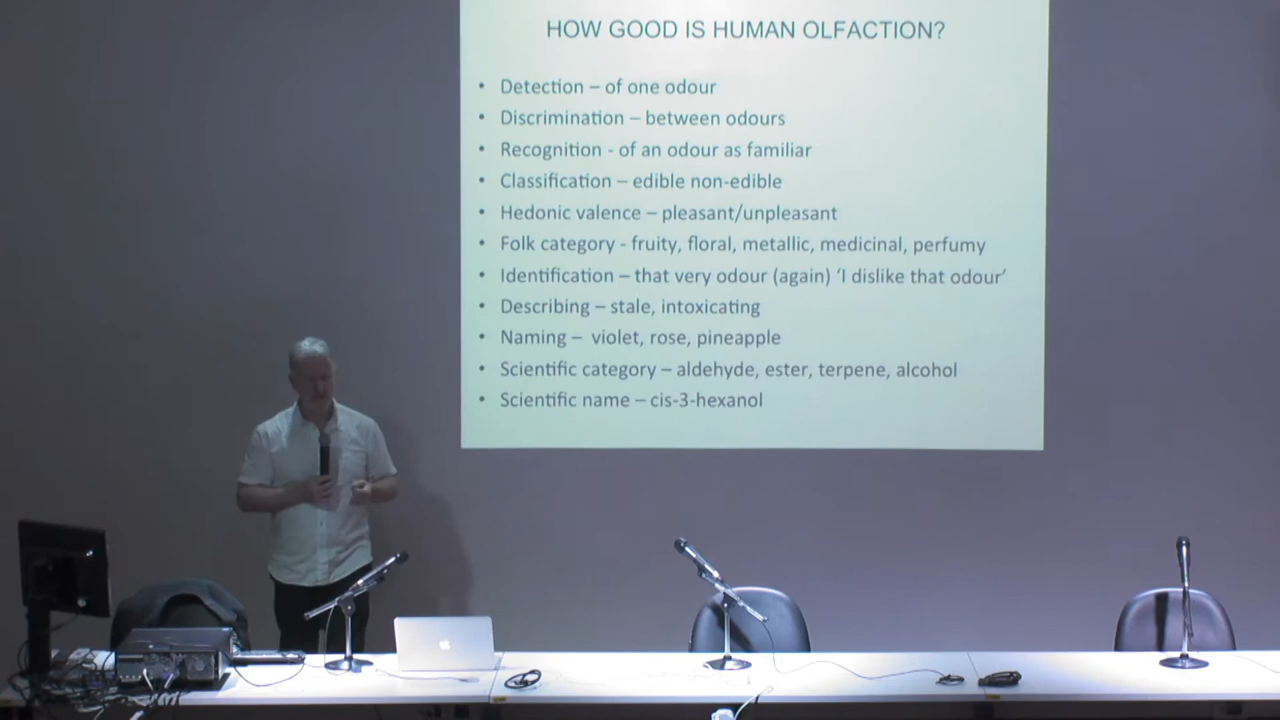 HOW GOOD IS HUMAN OLFACTION?
• Detection – of one odour
• Discrimination – between odours
• Recognition - of an odour as familiar
• Classification – edible non-edible
• Hedonic valence – pleasant/unpleasant
• Folk category - fruity, floral, metallic, medicinal, perfumy
• Identification – that very odour (again) ‘I dislike that odour’
• Describing – stale, intoxicating
• Naming – violet, rose, pineapple
• Scientific category – aldehyde, ester, terpene, alcohol
• Scientific name – cis-3-hexanol